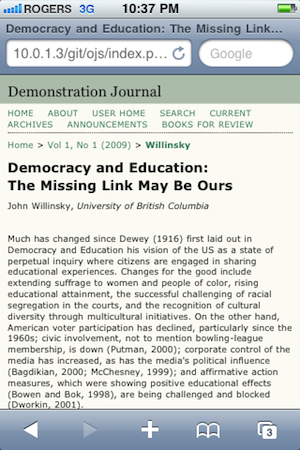 ROGERS 3G 10:37 PM
Democracy and Education: The Missing Link...
10.0.1.3/git/ojs/index.p... Google
Demonstration Journal
HOME ABOUT USER HOME SEARCH CURRENT
ARCHIVES ANNOUNCEMENTS BOOKS FOR REVIEW
Home > Vol 1, No 1 (2009) > Willinsky
Democracy and Education:
The Missing Link May Be Ours
John Willinsky, University of British Columbia
Much has changed since Dewey (1916) first laid out in
Democracy and Education his vision of the US as a state of
perpetual inquiry where citizens are engaged in sharing
educational experiences. Changes for the good include
extending suffrage to women and people of color, rising
educational attainment, the successful challenging of racial
segregation in the courts, and the recognition of cultural
diversity through multicultural initiatives. On the other hand,
American voter participation has declined, particularly since the
1960s; civic involvement, not to mention bowling-league
membership, is down (Putman, 2000); corporate control of the
media has increased, as has the media's political influence
(Bagdikian, 2000; McChesney, 1999); and affirmative action
measures, which were showing positive educational effects
(Bowen and Bok, 1998), are being challenged and blocked
(Dworkin, 2001).
3